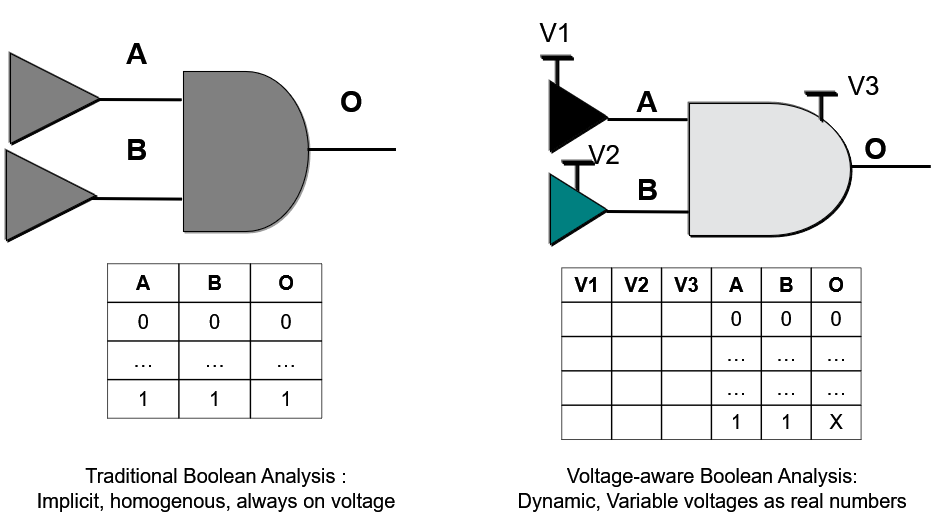 A
B
O
V1
V2
V3
A
B
O
A B O
0 0 0
... ... ...
1 1 1
V1 V2 V3 A B O
0 0 0
... ... ...
... ... ...
1 1 X
Traditional Boolean Analysis :
Implicit, homogenous, always on voltage
Voltage-aware Boolean Analysis:
Dynamic, Variable voltages as real numbers